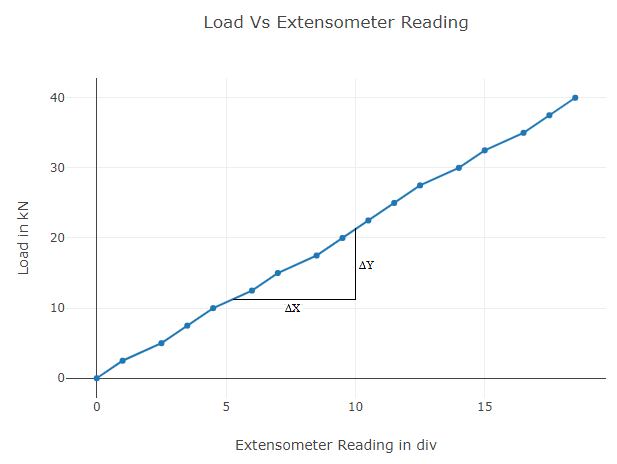 Load Vs Extensometer Reading
Load in kN
40
30
20
10
0
ΔY
ΔX
0 5 10 15
Extensometer Reading in div